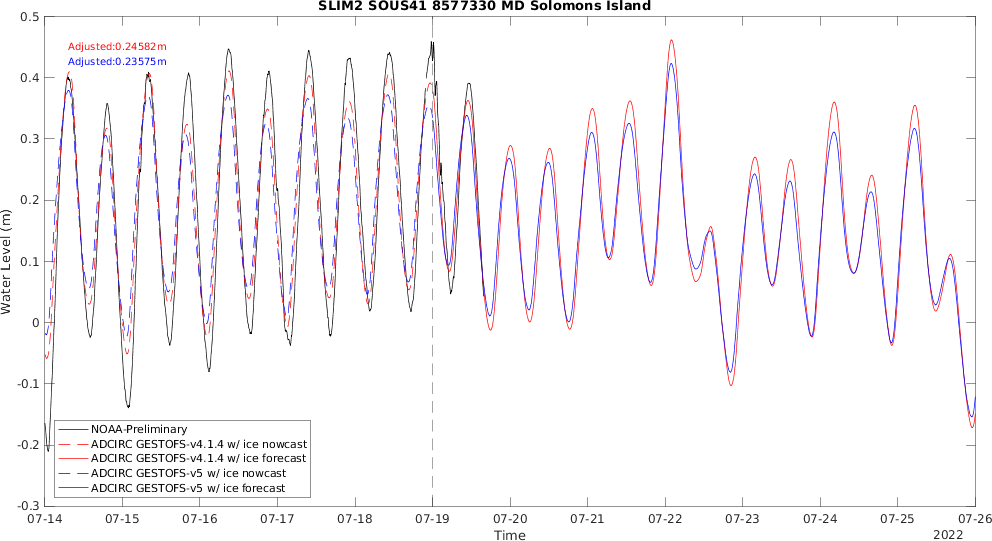 SLIM2 SOUS41 8577330 MD Solomons Island
Adjusted:0.24582m
Adjusted:0.23575m
0.5
0.4
0.3
0.2
0.1
0
-0.1
-0.2
-0.3
Water Level (m)
NOAA-Preliminary
ADCIRC GESTOFS-v4.1.4 w/ ice nowcast
ADCIRC GESTOFS-v4.1.4 w/ ice forecast
ADCIRC GESTOFS-v5 w/ ice nowcast
ADCIRC GESTOFS-v5 w/ ice forecast
07-14 07-15 07-16 07-17 07-18 07-19 07-20 07-21 07-22 07-23 07-24 07-25 07-26
Time
2022